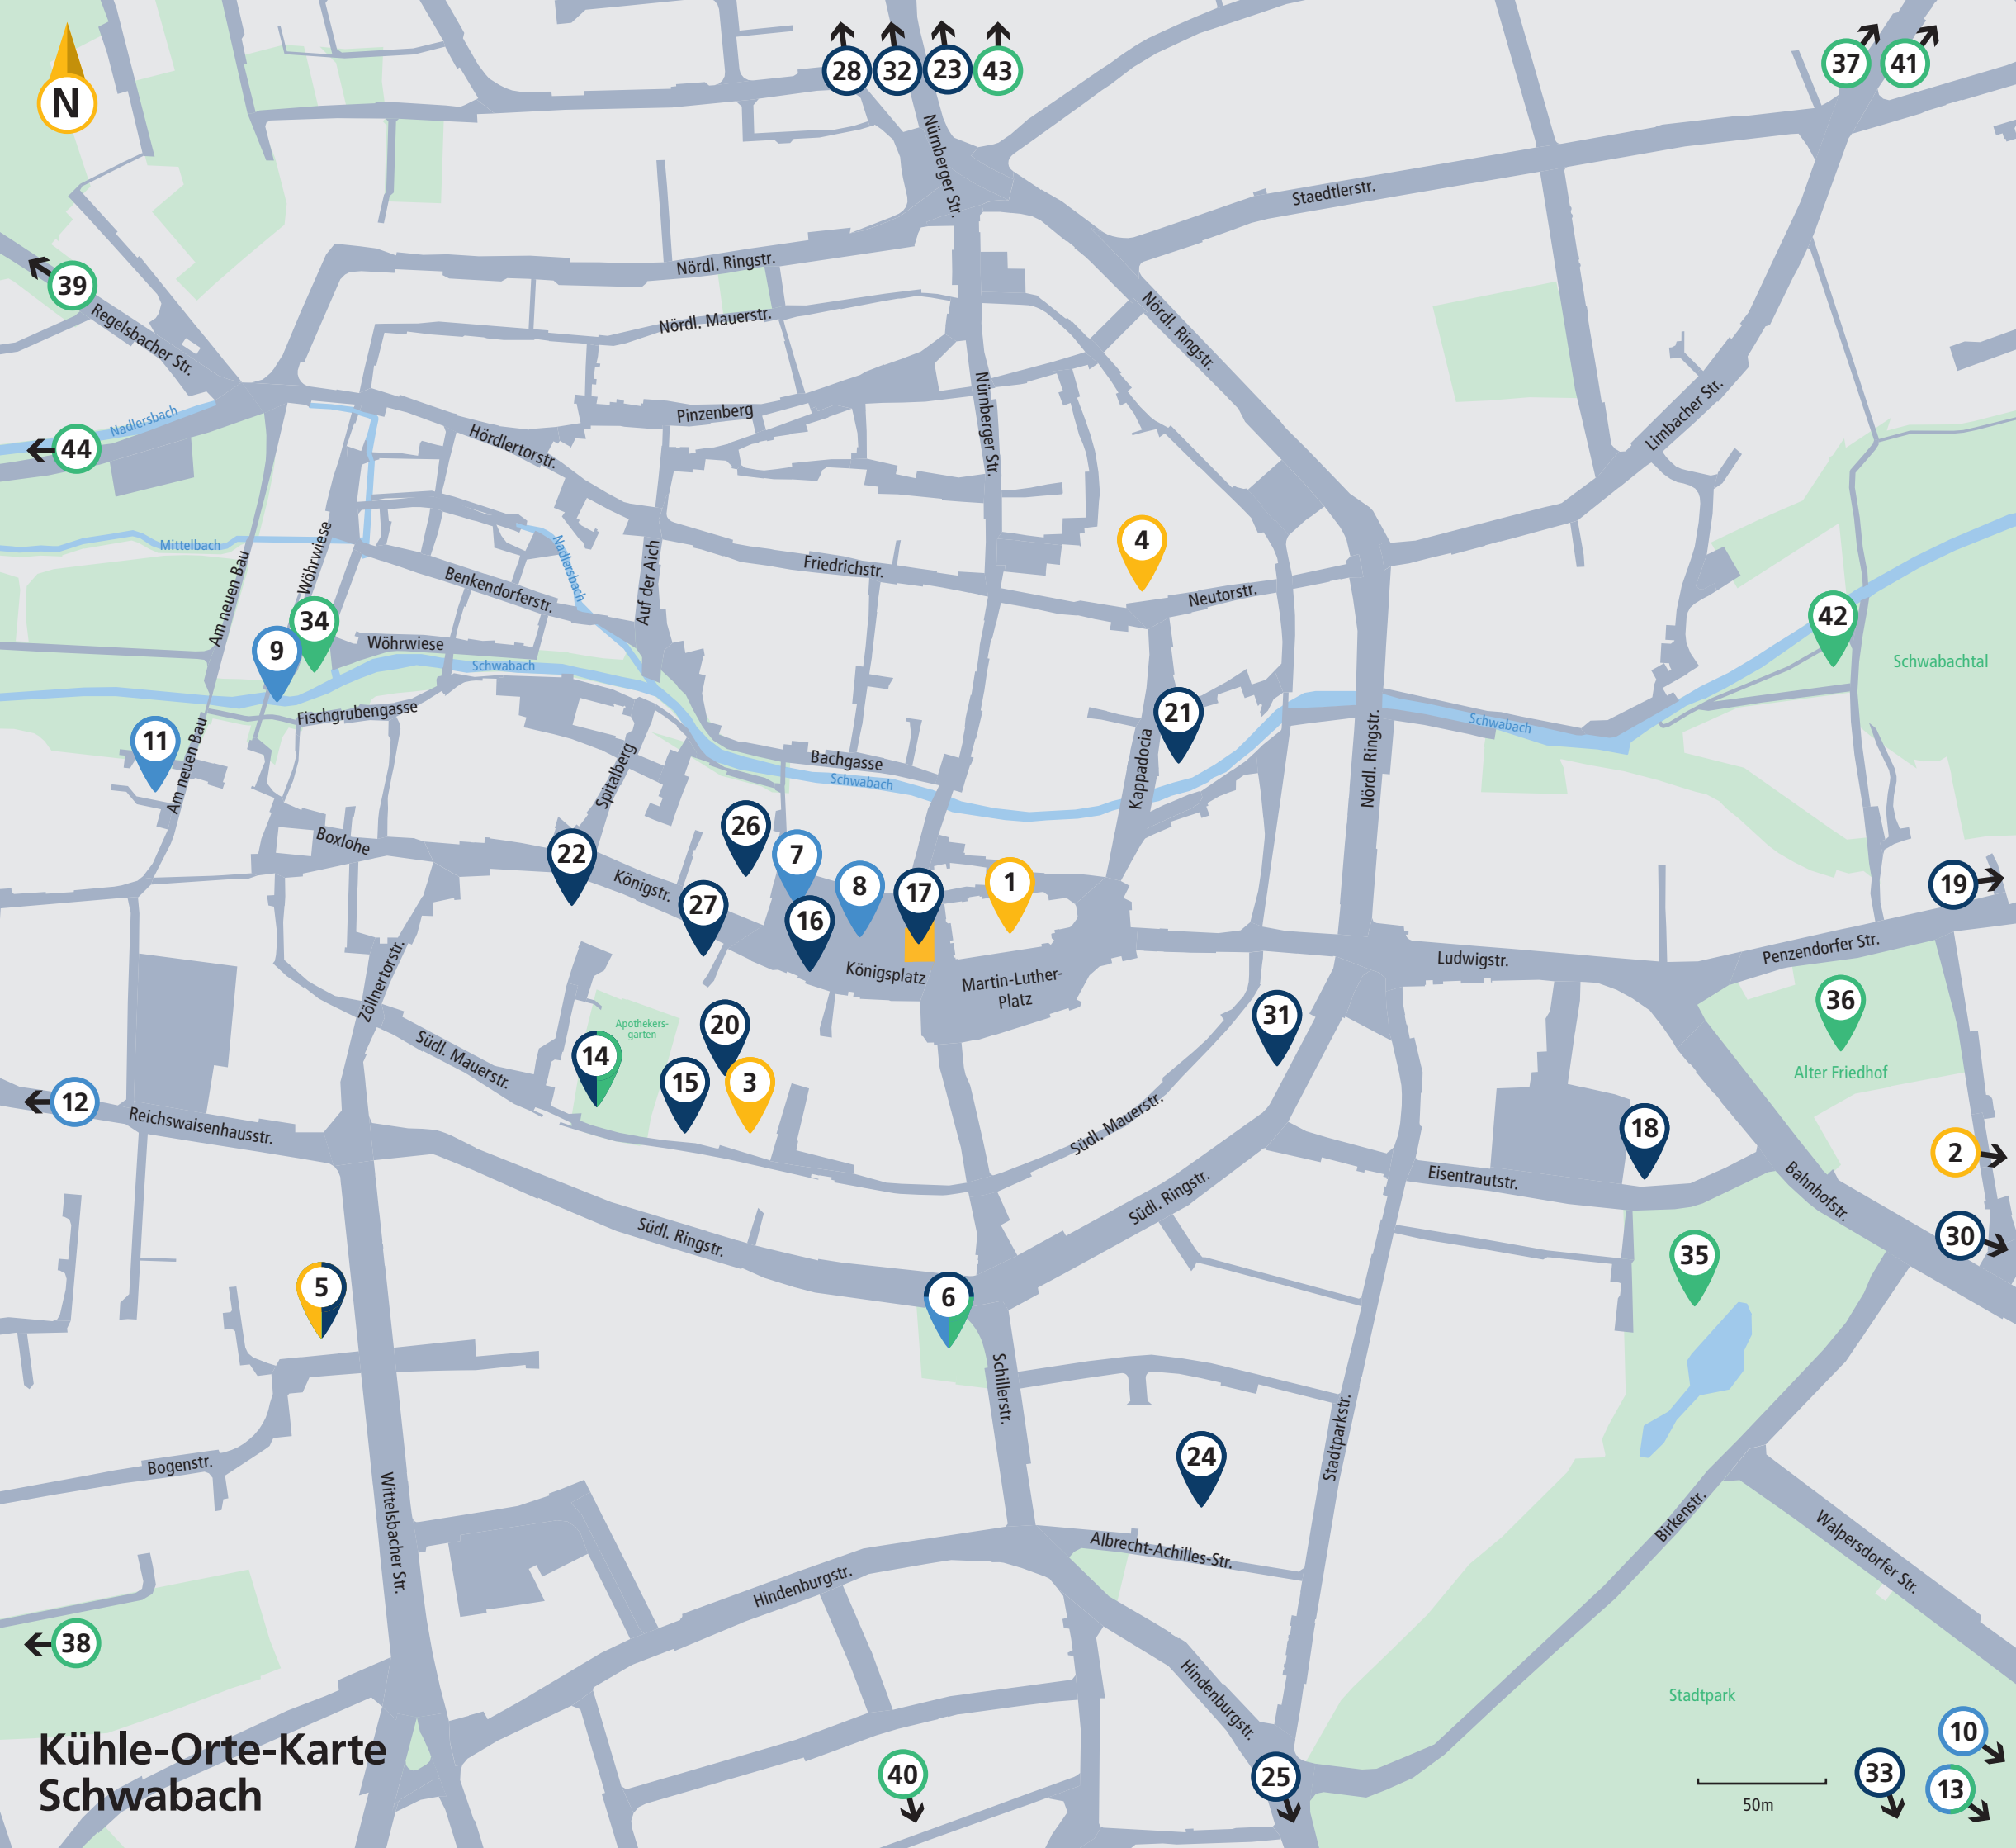 28
32
23
43
37
41
N
Nürnberger Str.
Staedtlerstr.
39
Nördl. Ringstr.
Regelsbacher Str.
Nördl. Mauerstr.
Nördl. Ringstr.
Nadlersbach
44
Pinzenberg
Hördlertorstr.
Nürnberger Str.
Limbacher Str.
Mittelbach
Wöhrwiese
Am neuen Bau
Nadlersbach
Auf der Aich
Benkendorferstr.
Friedrichstr.
4
Neutorstr.
34
9
Wöhrwiese
Schwabach
42
Schwabachtal
Fischgrubengasse
11
Am neuen Bau
21
Schwabach
Spitalberg
Bachgasse
Schwabach
Kappadocia
Nördl. Ringstr.
Boxlohe
22
26
7
8
17
1
Königstr.
27
16
19
Königsplatz
Martin-Luther-
Platz
Ludwigstr.
Penzendorfer Str.
Zöllnertorstr.
36
31
Apothekers-
garten
20
14
15
3
Südl. Mauerstr.
Alter Friedhof
12
Reichswaisenhausstr.
Südl. Mauerstr.
18
2
Eisentrautstr.
Bahnhofstr.
Südl. Ringstr.
Südl. Ringstr.
30
35
5
6
Schillerstr.
Stadtparkstr.
24
Bogenstr.
Wittelsbacher Str.
Birkenstr.
Albrecht-Achilles-Str.
Walpersdorfer Str.
Hindenburgstr.
38
Hindenburgstr.
Stadtpark
10
Kühle-Orte-Karte
Schwabach
40
25
33
13
50m